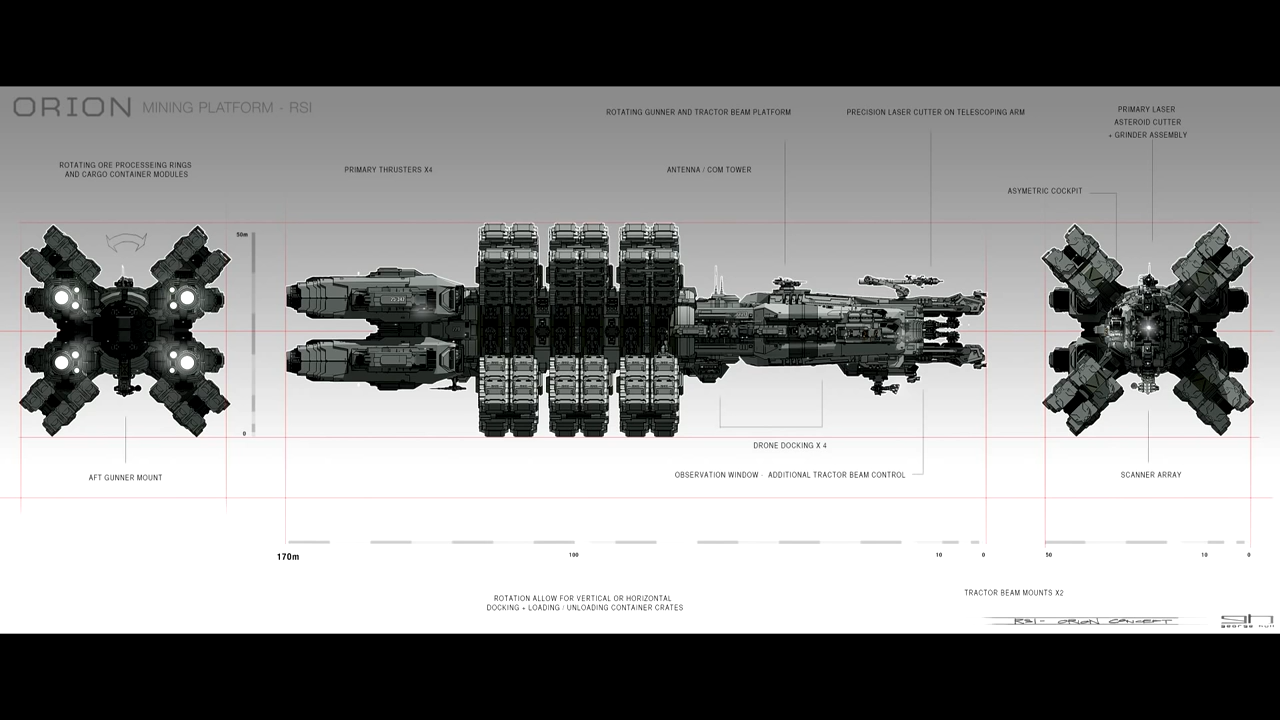 ORION MINING PLATFORM - RSI
ROTATING GUNNER AND TRACTOR BEAM PLATFORM
PRECISION LASER CUTTER ON TELESCOPING ARM
PRIMARY LASER
ASTEROID CUTTER
+ GRINDER ASSEMBLY
ROTATING ORE PROCESSEING RINGS
AND CARGO CONTAINER MODULES
PRIMARY THRUSTERS X4
ANTENNA / COM TOWER
ASYMETRIC COCKPIT
50m
0
AFT GUNNER MOUNT
DRONE DOCKING X 4
OBSERVATION WINDOW - ADDITIONAL TRACTOR BEAM CONTROL
SCANNER ARRAY
170m
100
10
0
50
10
0
ROTATION ALLOW FOR VERTICAL OR HORIZONTAL
DOCKING + LOADING / UNLOADING CONTAINER CRATES
TRACTOR BEAM MOUNTS X2
RSI - ORION CONCEPT
gh
george hull